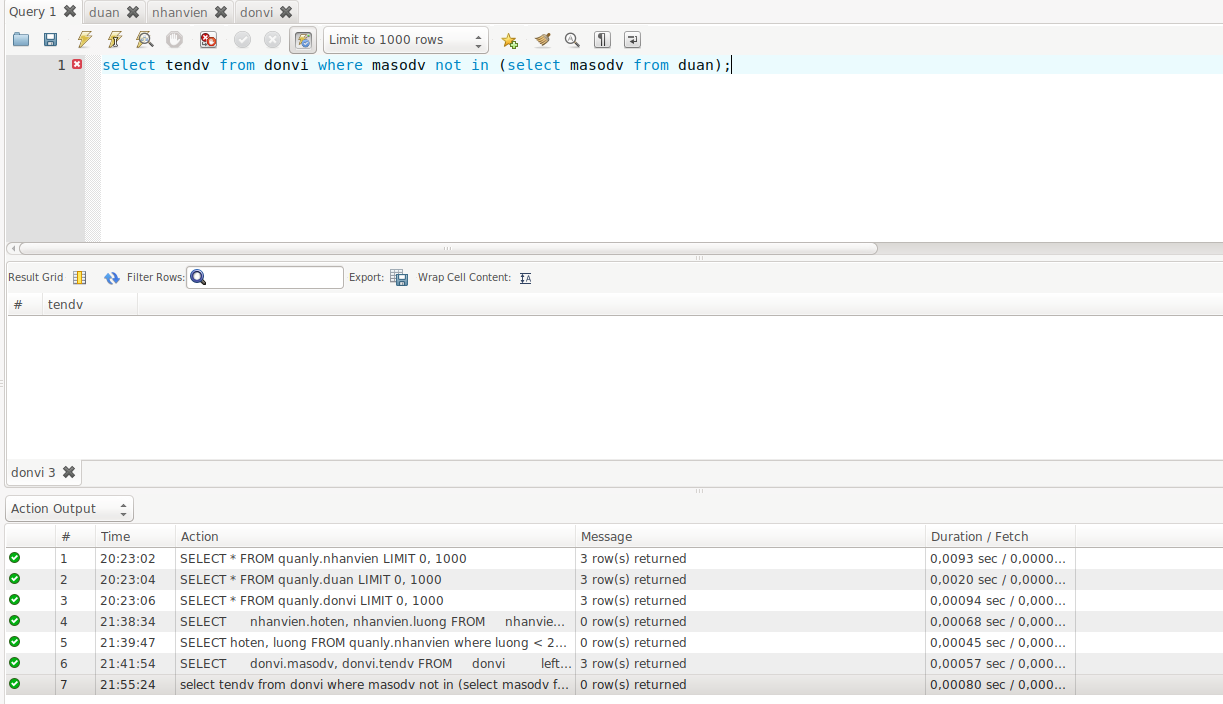 Query 1 duan nhanvien donvi
Limit to 1000 rows
1 select tendv from donvi where masodv not in (select masodv from duan);
Result Grid Filter Rows: Export: Wrap Cell Content:
# tendv
donvi 3
Action Output
# Time Action Message Duration / Fetch
1 20:23:02 SELECT * FROM quanly.nhanvien LIMIT 0, 1000 3 row(s) returned 0,0093 sec / 0,0000...
2 20:23:04 SELECT * FROM quanly.duan LIMIT 0, 1000 3 row(s) returned 0,0020 sec / 0,0000...
3 20:23:06 SELECT * FROM quanly.donvi LIMIT 0, 1000 3 row(s) returned 0,00094 sec / 0,000...
4 21:38:34 SELECT nhanvien.hoten, nhanvien.luong FROM nhanvie... 0 row(s) returned 0,00068 sec / 0,000...
5 21:39:47 SELECT hoten, luong FROM quanly.nhanvien where luong < 2... 0 row(s) returned 0,00045 sec / 0,000...
6 21:41:54 SELECT donvi.masodv, donvi.tendv FROM donvi left... 3 row(s) returned 0,00057 sec / 0,000...
7 21:55:24 select tendv from donvi where masodv not in (select masodv f... 0 row(s) returned 0,00080 sec / 0,000...